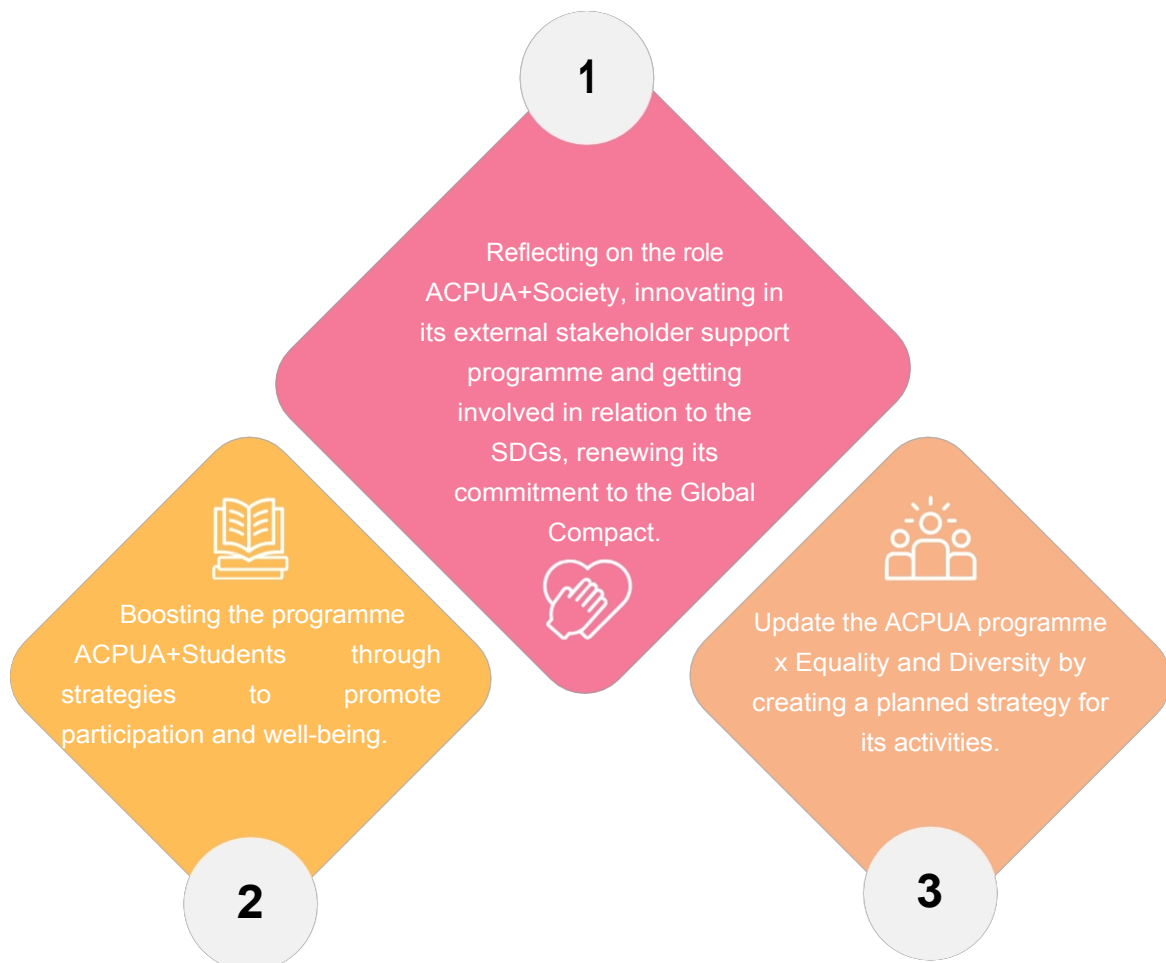 1
Reflecting on the role
ACPUA+Society, innovating in
its external stakeholder support
programme and getting
involved in relation to the
SDGs, renewing its
commitment to the Global
Compact.
Boosting the programme
ACPUA+Students through
strategies to promote
participation and well-being.
2
Update the ACPUA programme
x Equality and Diversity by
creating a planned strategy for
its activities.
3